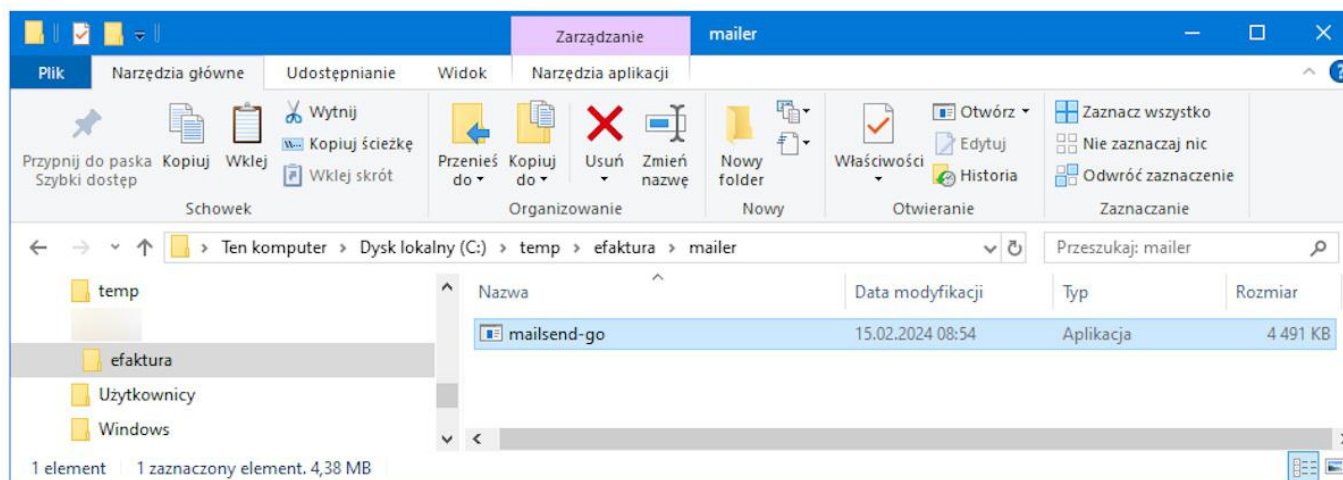 Zarządzanie mailer
Plik Narzędzia główne Udostępnianie Widok Narzędzia aplikacji
Przypnij do paska Szybki dostęp
Kopiuj
Wklej
Wytnij
Kopiuj ścieżkę
Wklej skrót
Schowek
Przenieś do
Kopiuj do
Usuń
Zmień nazwę
Organizowanie
Nowy folder
Nowy
Właściwości
Otwórz
Edytuj
Historia
Otwieranie
Zaznacz wszystko
Nie zaznaczaj nic
Odwróć zaznaczenie
Zaznaczanie
Ten komputer > Dysk lokalny (C:) > temp > efaktura > mailer
Przeszukaj: mailer
temp
efaktura
Użytkownicy
Windows
Nazwa Data modyfikacji Typ Rozmiar
mailsend-go 15.02.2024 08:54 Aplikacja 4 491 KB
1 element 1 zaznaczony element. 4,38 MB